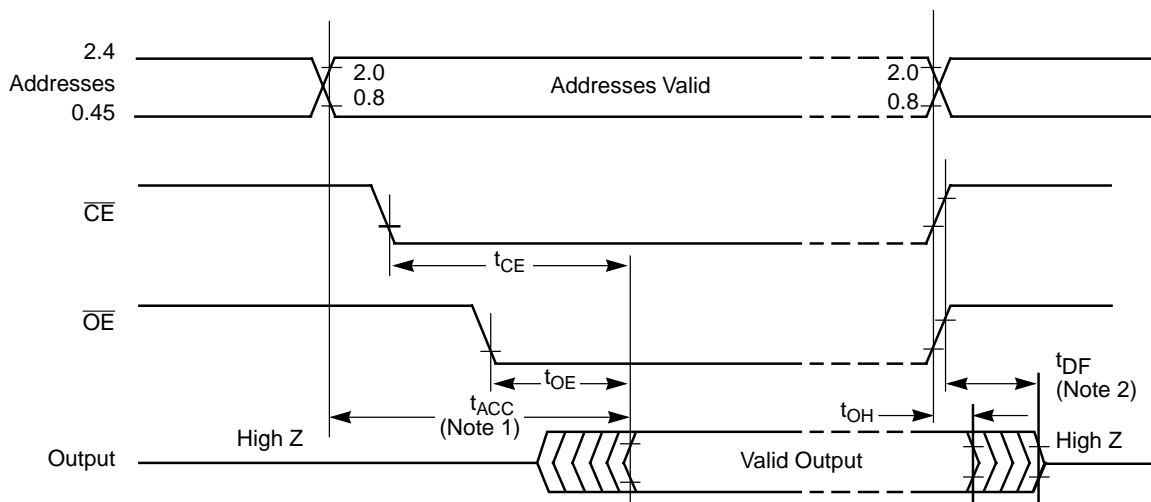 2.4
Addresses
0.45
2.0
0.8
Addresses Valid
2.0
0.8
CE
tCE
OE
tOE
tACC
(Note 1)
tOH
tDF
(Note 2)
Output
High Z
Valid Output
High Z